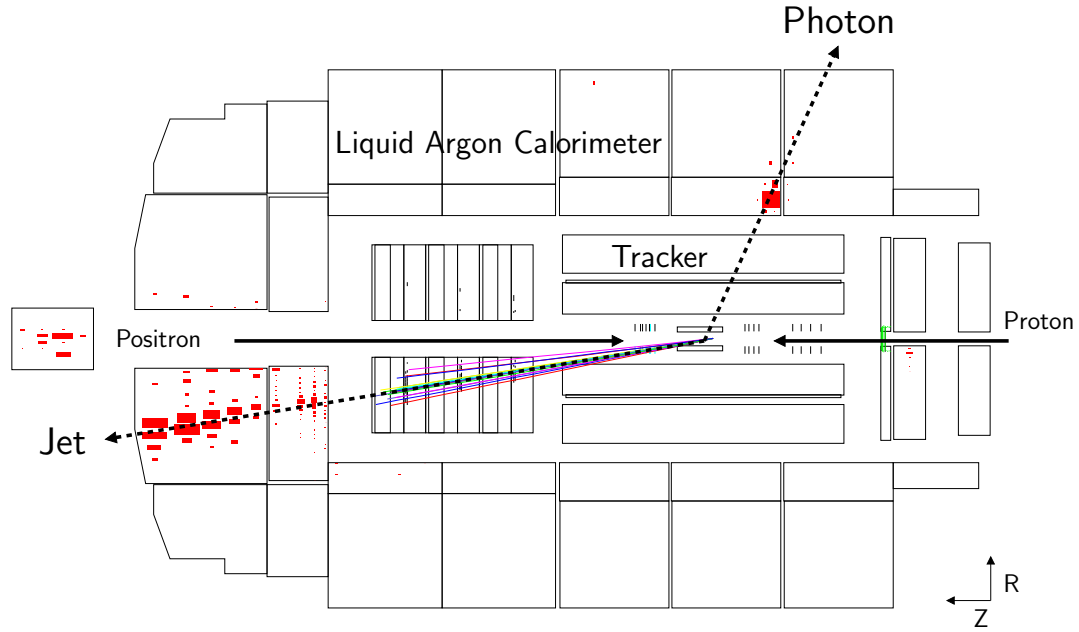 Photon
Liquid Argon Calorimeter
Tracker
Positron
Proton
Jet
R
Z